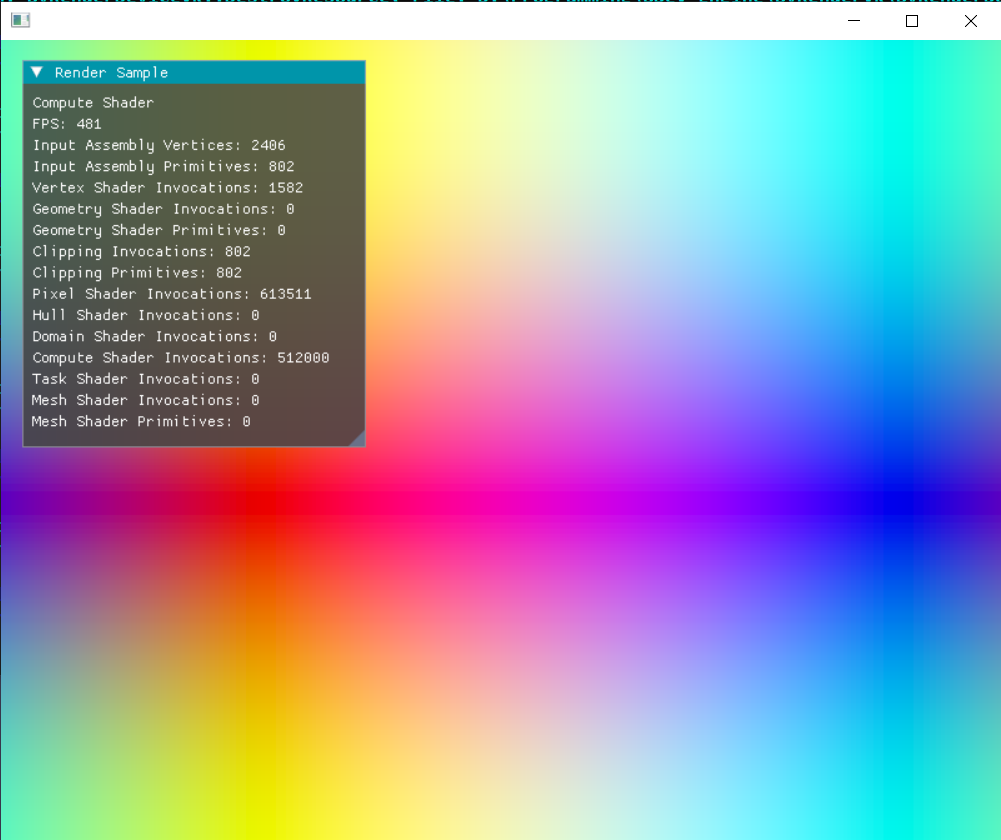 Render Sample
Compute Shader
FPS: 481
Input Assembly Vertices: 2406
Input Assembly Primitives: 802
Vertex Shader Invocations: 1582
Geometry Shader Invocations: 0
Geometry Shader Primitives: 0
Clipping Invocations: 802
Clipping Primitives: 802
Pixel Shader Invocations: 613511
Hull Shader Invocations: 0
Domain Shader Invocations: 0
Compute Shader Invocations: 512000
Task Shader Invocations: 0
Mesh Shader Invocations: 0
Mesh Shader Primitives: 0